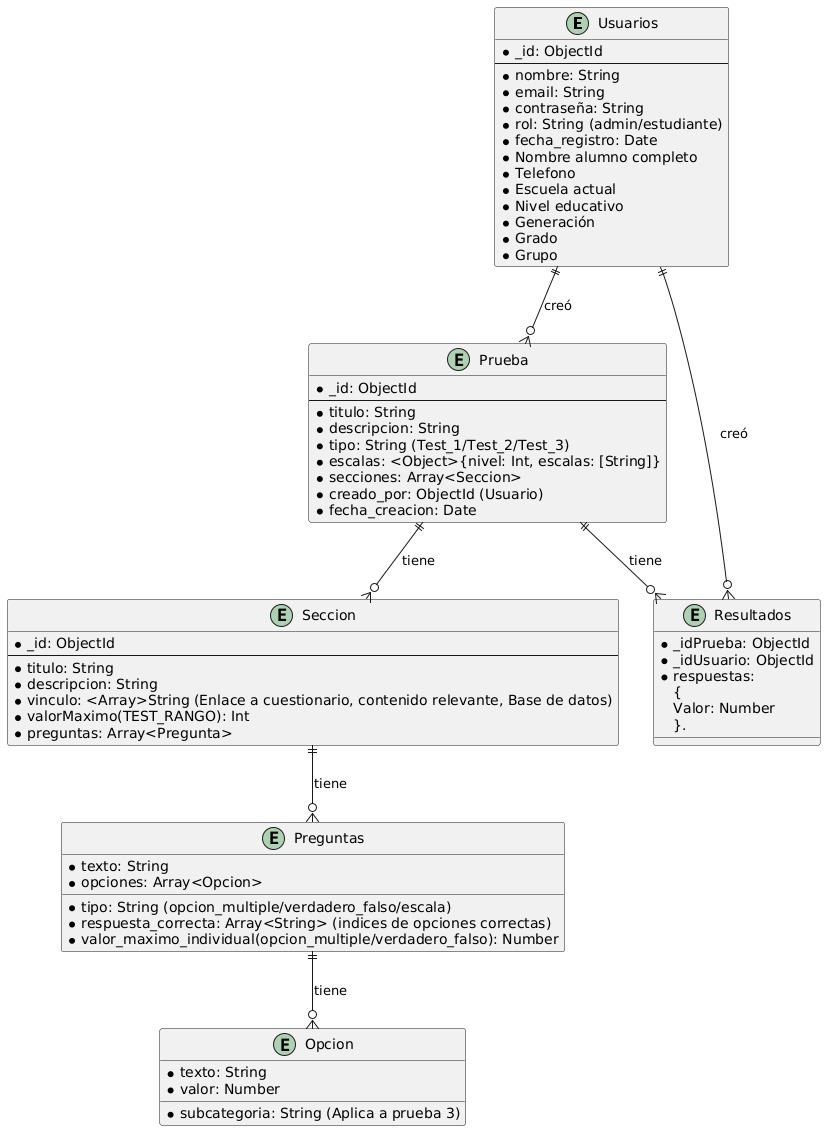 E Usuarios
_id: ObjectId
nombre: String
email: String
contraseña: String
rol: String (admin/estudiante)
fecha_registro: Date
Nombre alumno completo
Telefono
Escuela actual
Nivel educativo
Generación
Grado
Grupo
creó
creó
E Prueba
_id: ObjectId
titulo: String
descripcion: String
tipo: String (Test_1/Test_2/Test_3)
escalas: <Object>{nivel: Int, escalas: [String]}
secciones: Array<Seccion>
creado_por: ObjectId (Usuario)
fecha_creacion: Date
tiene
tiene
E Seccion
_id: ObjectId
titulo: String
descripcion: String
vinculo: <Array>String (Enlace a cuestionario, contenido relevante, Base de datos)
valorMaximo(TEST_RANGO): Int
preguntas: Array<Pregunta>
E Resultados
_idPrueba: ObjectId
_idUsuario: ObjectId
respuestas:
{
Valor: Number
}.
tiene
E Preguntas
texto: String
opciones: Array<Opcion>
tipo: String (opcion_multiple/verdadero_falso/escala)
respuesta_correcta: Array<String> (indices de opciones correctas)
valor_maximo_individual(opcion_multiple/verdadero_falso): Number
tiene
E Opcion
texto: String
valor: Number
subcategoria: String (Aplica a prueba 3)